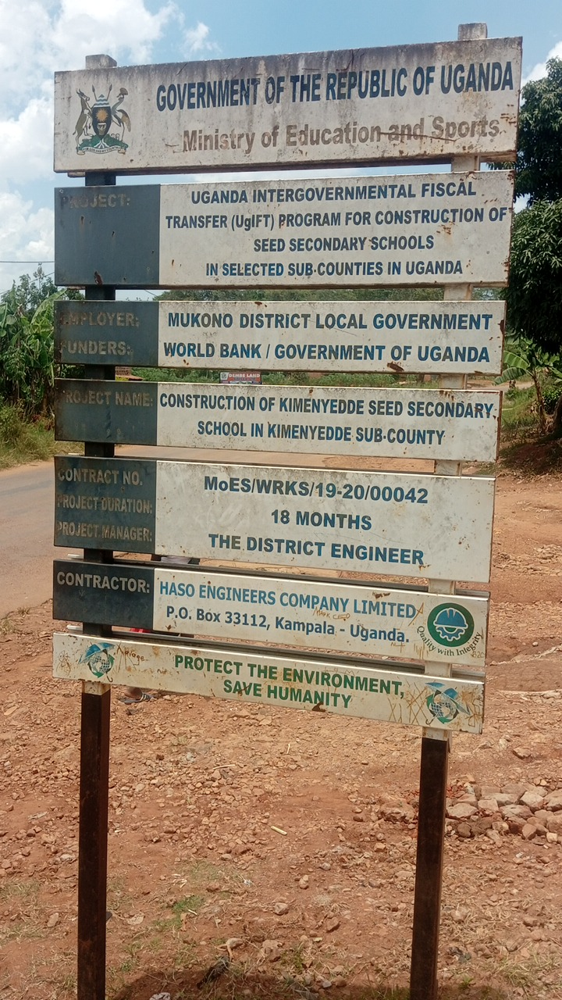 GOVERNMENT OF THE REPUBLIC OF UGANDA
Ministry of Education and Sports
PROJECT:
UGANDA INTERGOVERNMENTAL FISCAL
TRANSFER (UgIFT) PROGRAM FOR CONSTRUCTION OF
SEED SECONDARY SCHOOLS
IN SELECTED SUB-COUNTIES IN UGANDA
EMPLOYER: MUKONO DISTRICT LOCAL GOVERNMENT
FUNDERS: WORLD BANK / GOVERNMENT OF UGANDA
DEMBE LAND
PROJECT NAME: CONSTRUCTION OF KIMENYEDDE SEED SECONDARY
SCHOOL IN KIMENYEDDE SUB-COUNTY
CONTRACT NO. MoES/WRKS/19-20/00042
PROJECT DURATION: 18 MONTHS
PROJECT MANAGER: THE DISTRICT ENGINEER
CONTRACTOR: HASO ENGINEERS COMPANY LIMITED
P.O. Box 33112, Kampala - Uganda.
Quality with Integrity
PROTECT THE ENVIRONMENT,
SAVE HUMANITY